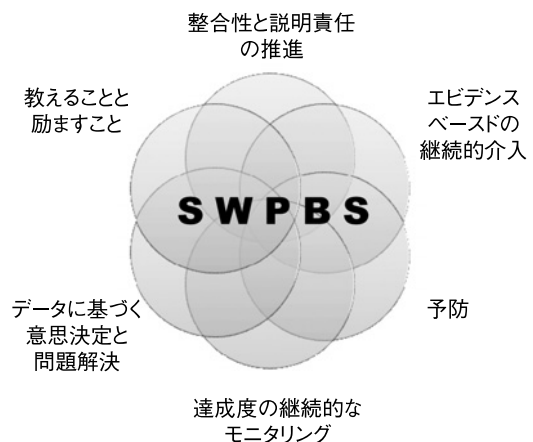 整合性と説明責任
の推進
教えることと
励ますこと
エビデンス
ベースドの
継続的介入
SWPBS
データに基づく
意思決定と
問題解決
予防
達成度の継続的な
モニタリング